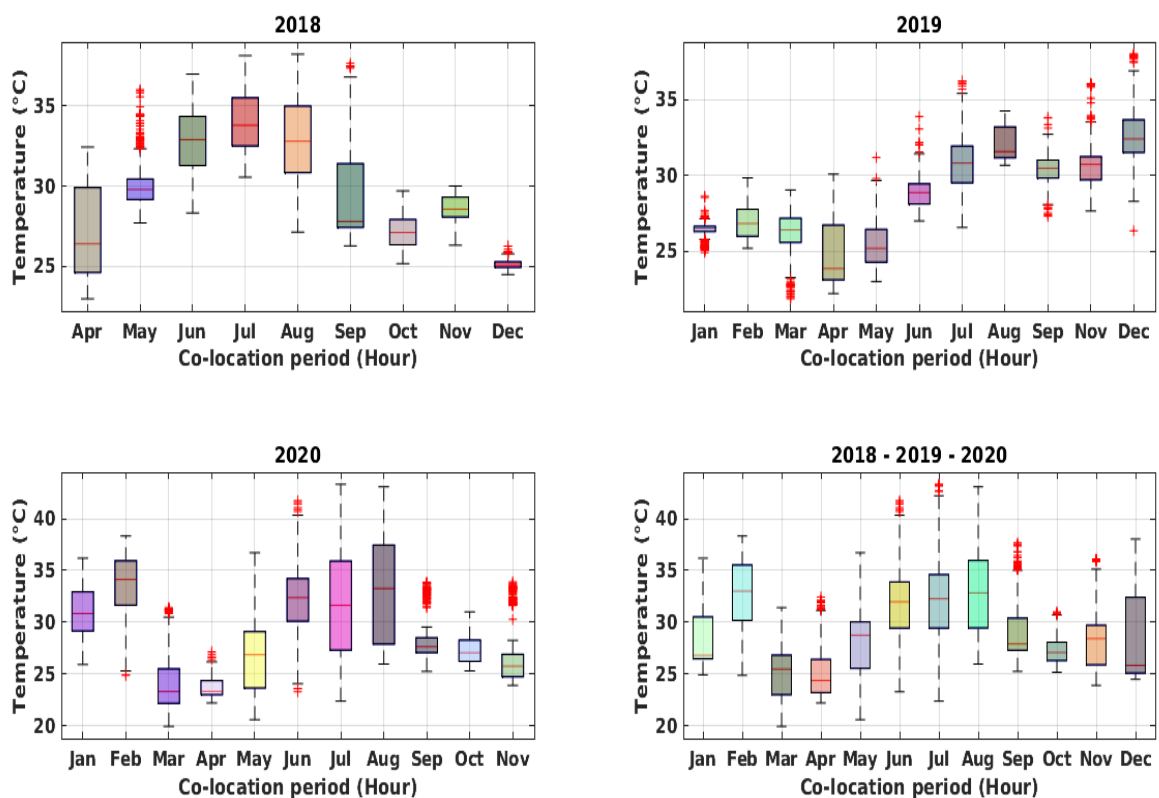 2018
Temperature (°C)
35
30
25
Apr May Jun Jul Aug Sep Oct Nov Dec
Co-location period (Hour)
2019
Temperature (°C)
35
30
25
Jan Feb Mar Apr May Jun Jul Aug Sep Nov Dec
Co-location period (Hour)
2020
Temperature (°C)
40
35
30
25
20
Jan Feb Mar Apr May Jun Jul Aug Sep Oct Nov
Co-location period (Hour)
2018 - 2019 - 2020
Temperature (°C)
40
35
30
25
20
Jan Feb Mar Apr May Jun Jul Aug Sep Oct Nov Dec
Co-location period (Hour)